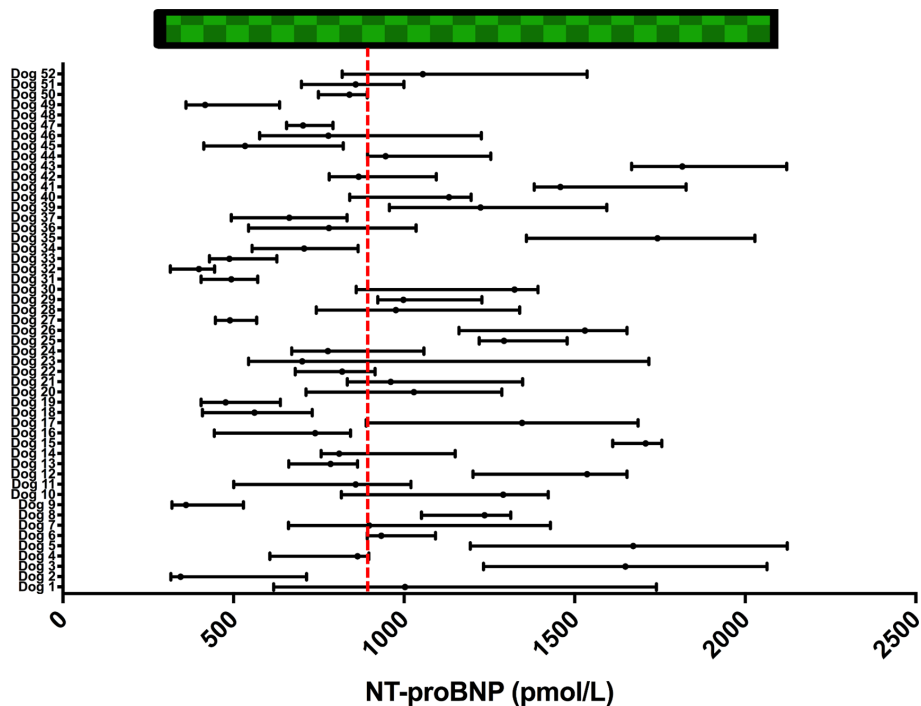 Dog 52
Dog 51
Dog 50
Dog 49
Dog 48
Dog 47
Dog 46
Dog 45
Dog 44
Dog 43
Dog 42
Dog 41
Dog 40
Dog 39
Dog 37
Dog 36
Dog 35
Dog 34
Dog 33
Dog 32
Dog 31
Dog 30
Dog 29
Dog 28
Dog 27
Dog 26
Dog 25
Dog 24
Dog 23
Dog 22
Dog 21
Dog 20
Dog 19
Dog 18
Dog 17
Dog 16
Dog 15
Dog 14
Dog 13
Dog 12
Dog 11
Dog 10
Dog 9
Dog 8
Dog 7
Dog 6
Dog 5
Dog 4
Dog 3
Dog 2
Dog 1
0 500 1000 1500 2000 2500
NT-proBNP (pmol/L)